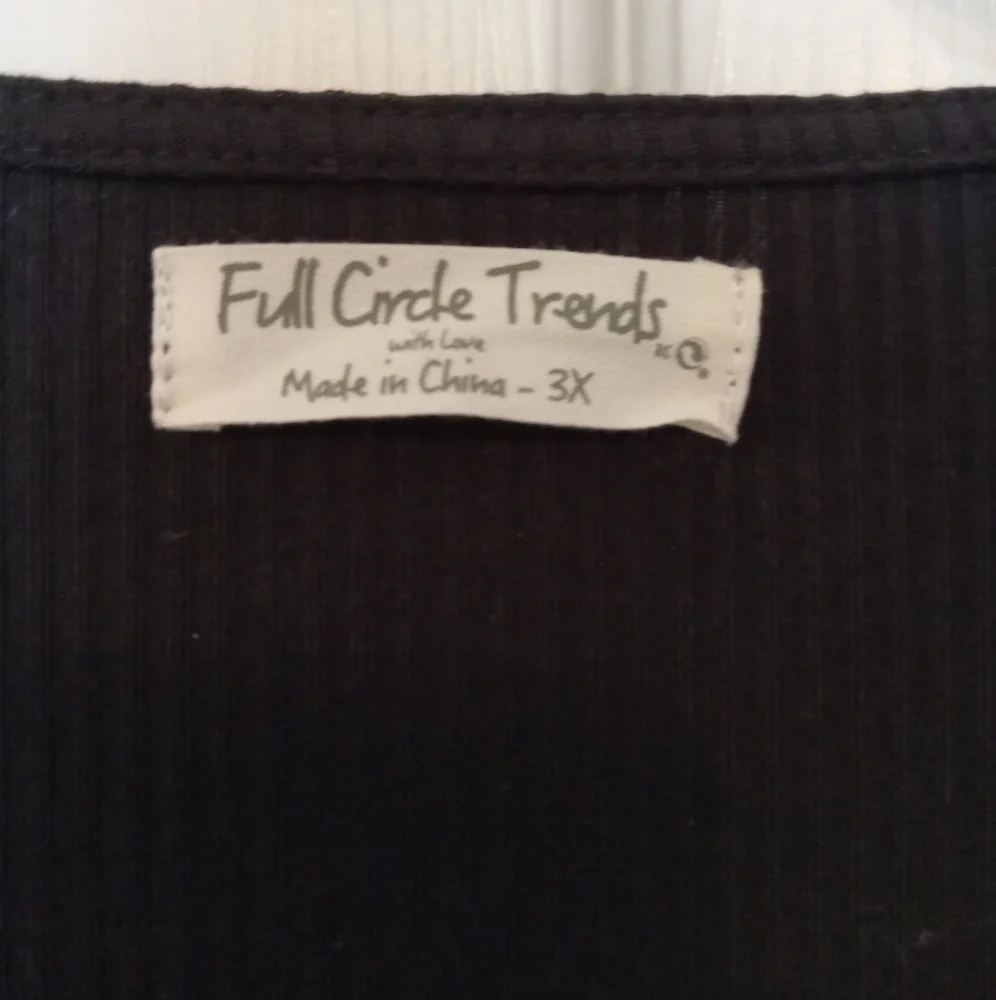 Full Circle Trends
with Love
Made in China - 3X